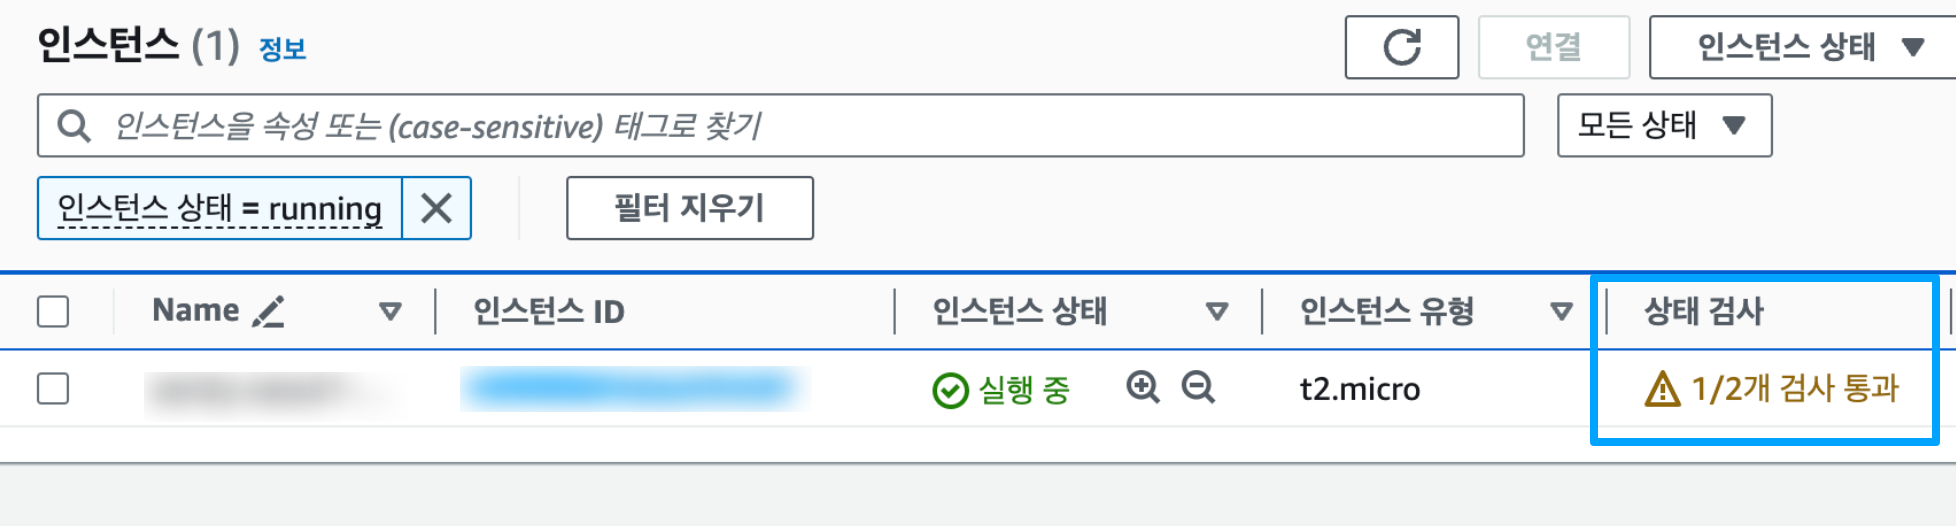 인스턴스 (1) 정보
연결
인스턴스 상태
인스턴스을 속성 또는 (case-sensitive) 태그로 찾기
모든 상태
인스턴스 상태 = running
필터 지우기
Name 인스턴스 ID 인스턴스 상태 인스턴스 유형 상태 검사
실행 중 t2.micro 1/2개 검사 통과